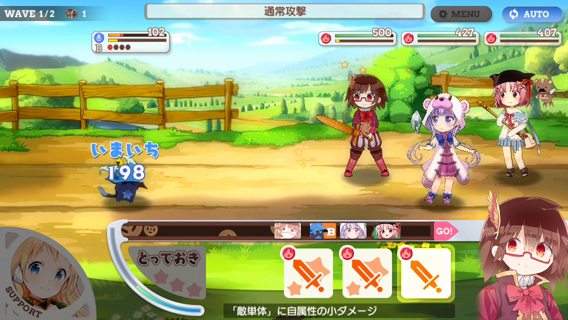 WAVE 1/2 1
通常攻撃
MENU
AUTO
B 102
500
427
407
いまいち
198
B
GO!
とっておき
SUPPORT
「敵単体」に自属性の小ダメージ